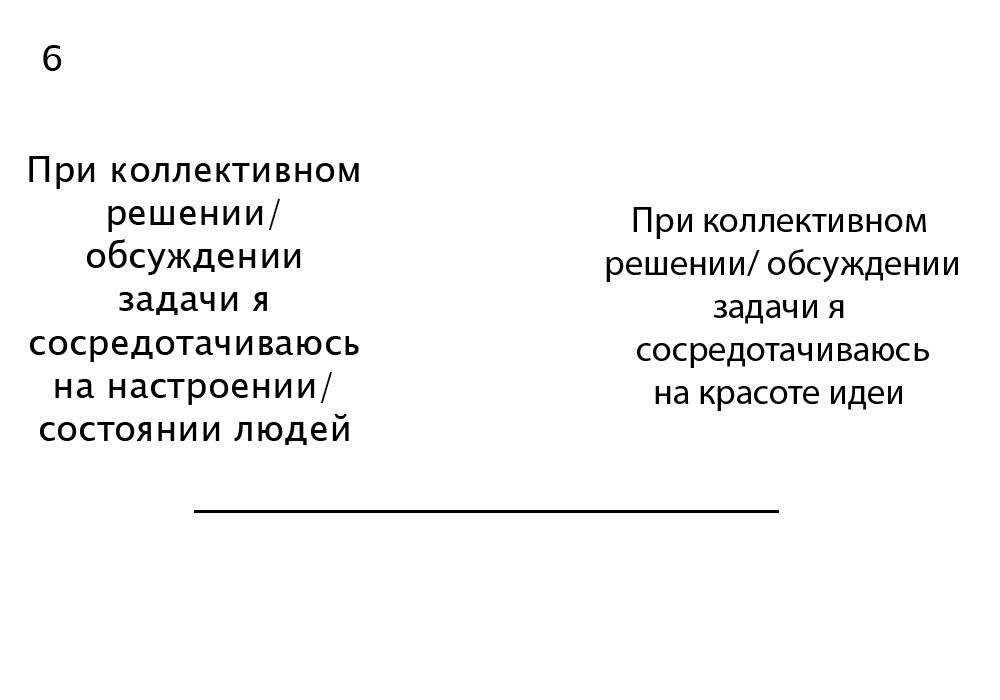 6
При коллективном
решении/
обсуждении
задачи я
сосредотачиваюсь
на настроении/
состоянии людей
При коллективном
решении/ обсуждении
задачи я
сосредотачиваюсь
на красоте идеи